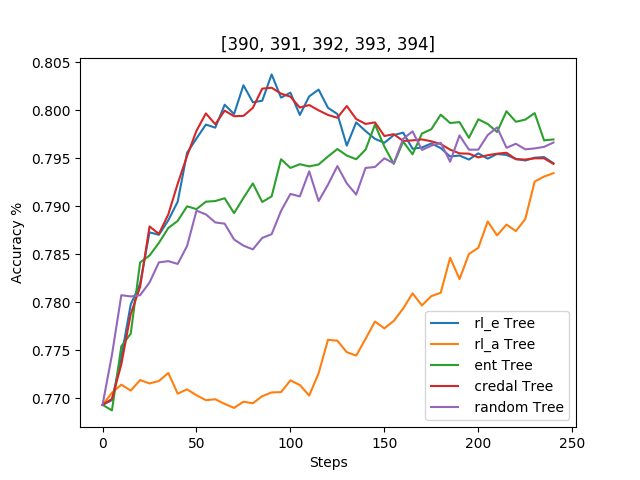 [390, 391, 392, 393, 394]
0.805
0.800
0.795
0.790
0.785
0.780
0.775
0.770
Accuracy %
rl_e Tree
rl_a Tree
ent Tree
credal Tree
random Tree
0 50 100 150 200 250
Steps